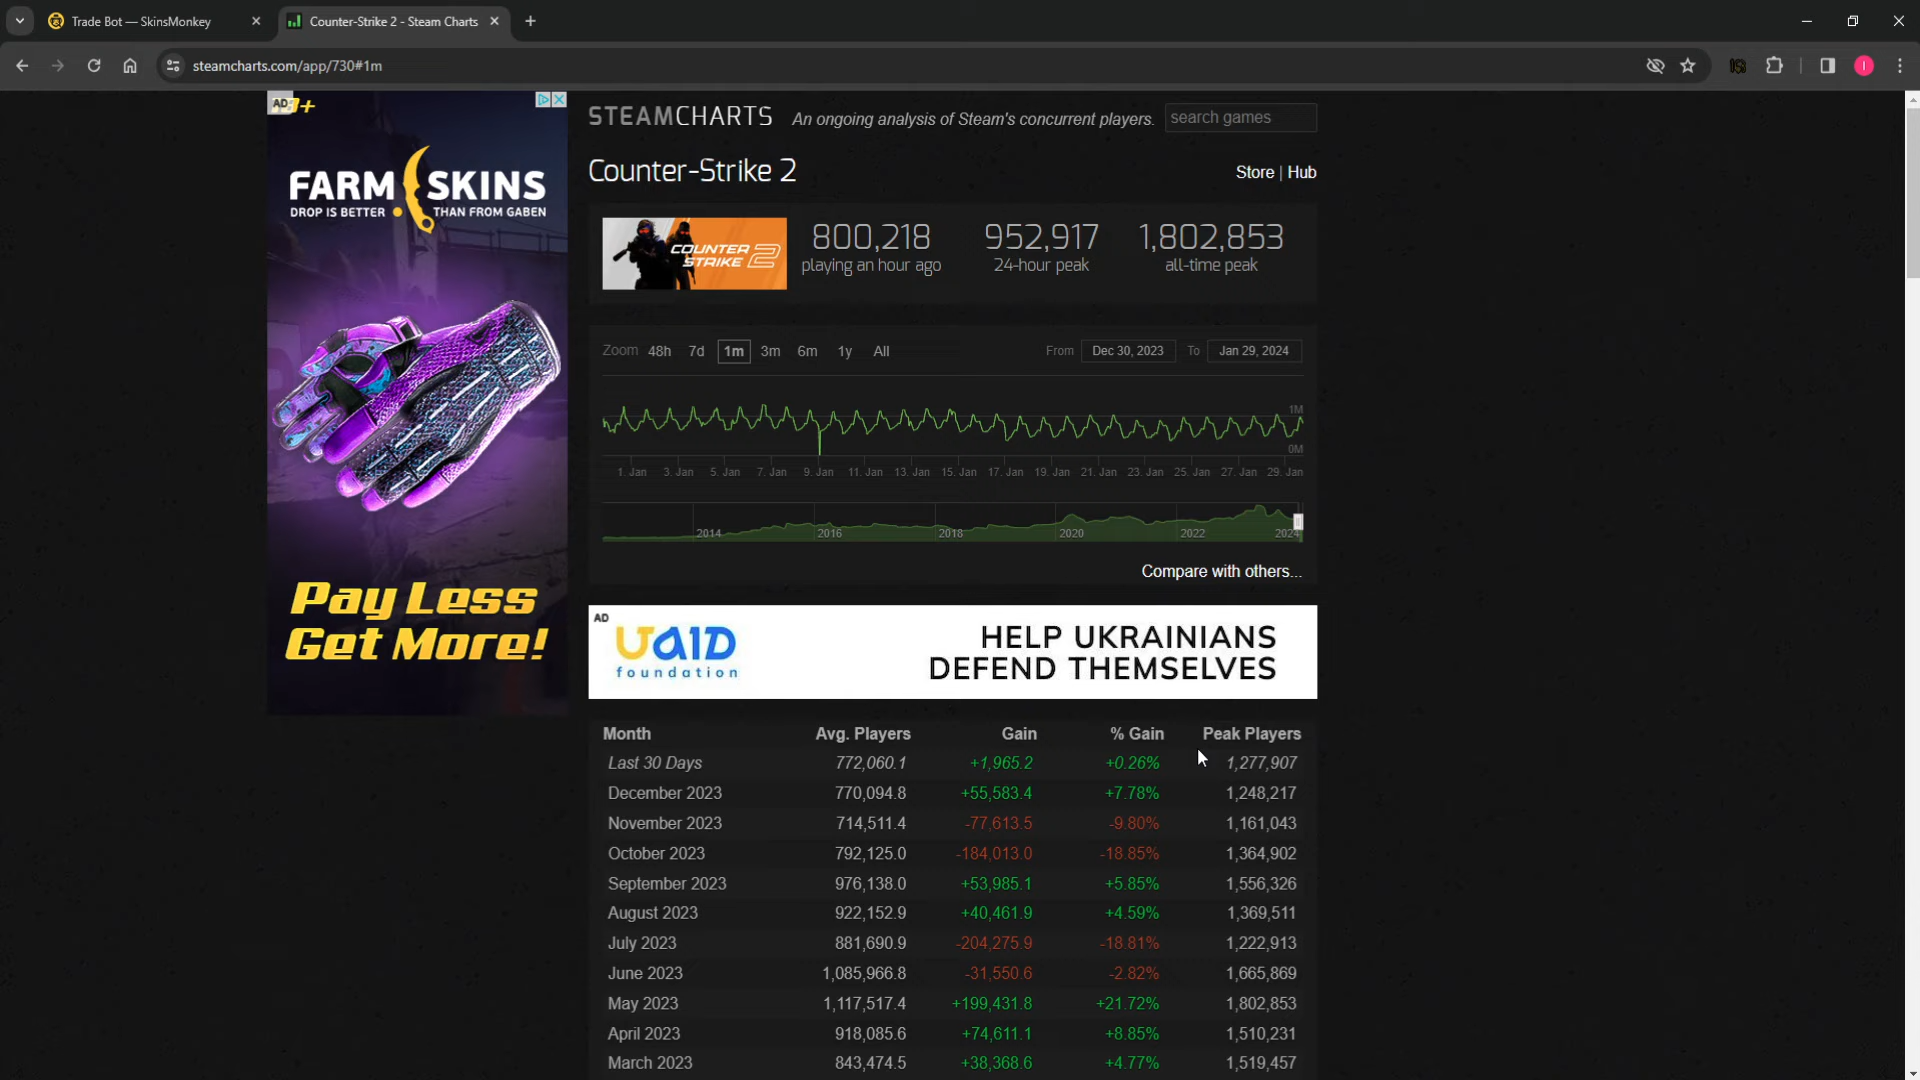 Trade Bot — SkinsMonkey
Counter-Strike 2 - Steam Charts
steamcharts.com/app/730#1m
I
AD
FARM SKINS
DROP IS BETTER THAN FROM GABEN
Pay Less
Get More!
STEAMCHARTS An ongoing analysis of Steam's concurrent players. search games
Counter-Strike 2
Store | Hub
COUNTER STRIKE 2
800,218 952,917 1,802,853
playing an hour ago 24-hour peak all-time peak
Zoom 48h 7d 1m 3m 6m 1y All From Dec 30, 2023 To Jan 29, 2024
1M
0M
1. Jan 3. Jan 5. Jan 7. Jan 9. Jan 11. Jan 13. Jan 15. Jan 17. Jan 19. Jan 21. Jan 23. Jan 25. Jan 27. Jan 29. Jan
2014 2016 2018 2020 2022 2024
Compare with others...
AD
UAID
foundation
HELP UKRAINIANS
DEFEND THEMSELVES
Month Avg. Players Gain % Gain Peak Players
Last 30 Days 772,060.1 +1,965.2 +0.26% 1,277,907
December 2023 770,094.8 +55,583.4 +7.78% 1,248,217
November 2023 714,511.4 -77,613.5 -9.80% 1,161,043
October 2023 792,125.0 -184,013.0 -18.85% 1,364,902
September 2023 976,138.0 +53,985.1 +5.85% 1,556,326
August 2023 922,152.9 +40,461.9 +4.59% 1,369,511
July 2023 881,690.9 -204,275.9 -18.81% 1,222,913
June 2023 1,085,966.8 -31,550.6 -2.82% 1,665,869
May 2023 1,117,517.4 +199,431.8 +21.72% 1,802,853
April 2023 918,085.6 +74,611.1 +8.85% 1,510,231
March 2023 843,474.5 +38,368.6 +4.77% 1,519,457